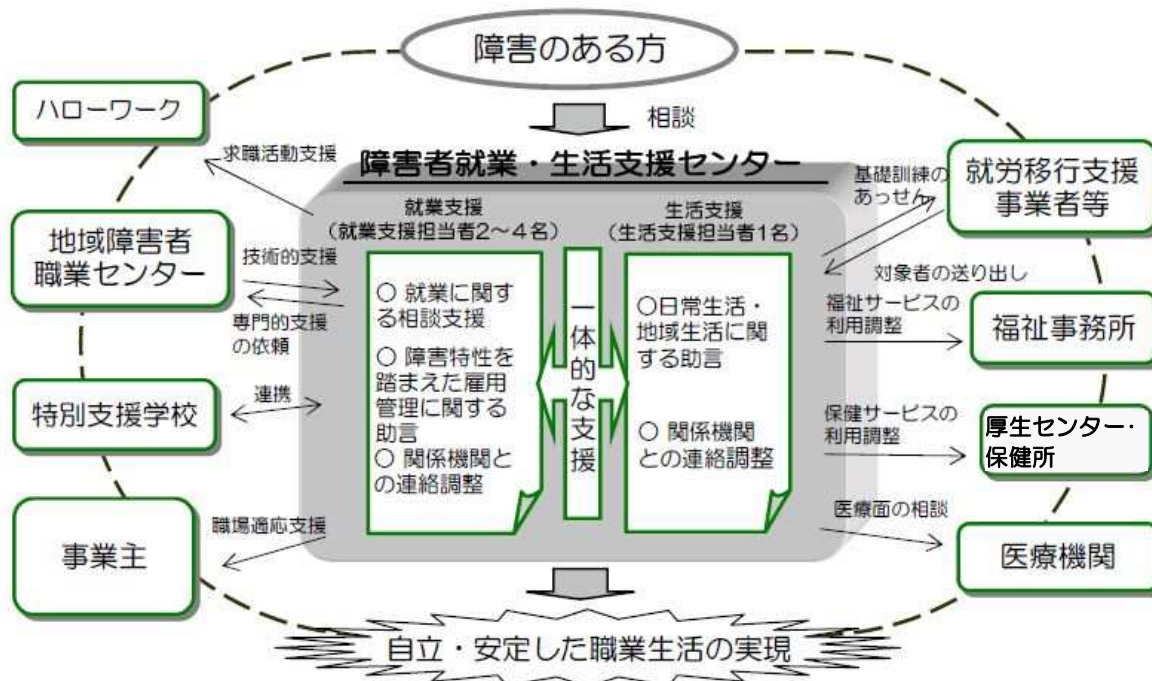 障害のある方
相談
ハローワーク
求職活動支援
地域障害者
職業センター
技術的支援
専門的支援
の依頼
特別支援学校
連携
事業主
職場適応支援
障害者就業・生活支援センター
就業支援
（就業支援担当者2～4名）
○ 就業に関す
る相談支援
○ 障害特性を
踏まえた雇用
管理に関する
助言
○ 関係機関と
の連絡調整
一体的な支援
生活支援
（生活支援担当者1名）
○日常生活・
地域生活に関
する助言
○ 関係機関
との連絡調整
基礎訓練の
あっせん
就労移行支援
事業者等
対象者の送り出し
福祉サービスの
利用調整
福祉事務所
保健サービスの
利用調整
厚生センター・
保健所
医療面の相談
医療機関
自立・安定した職業生活の実現